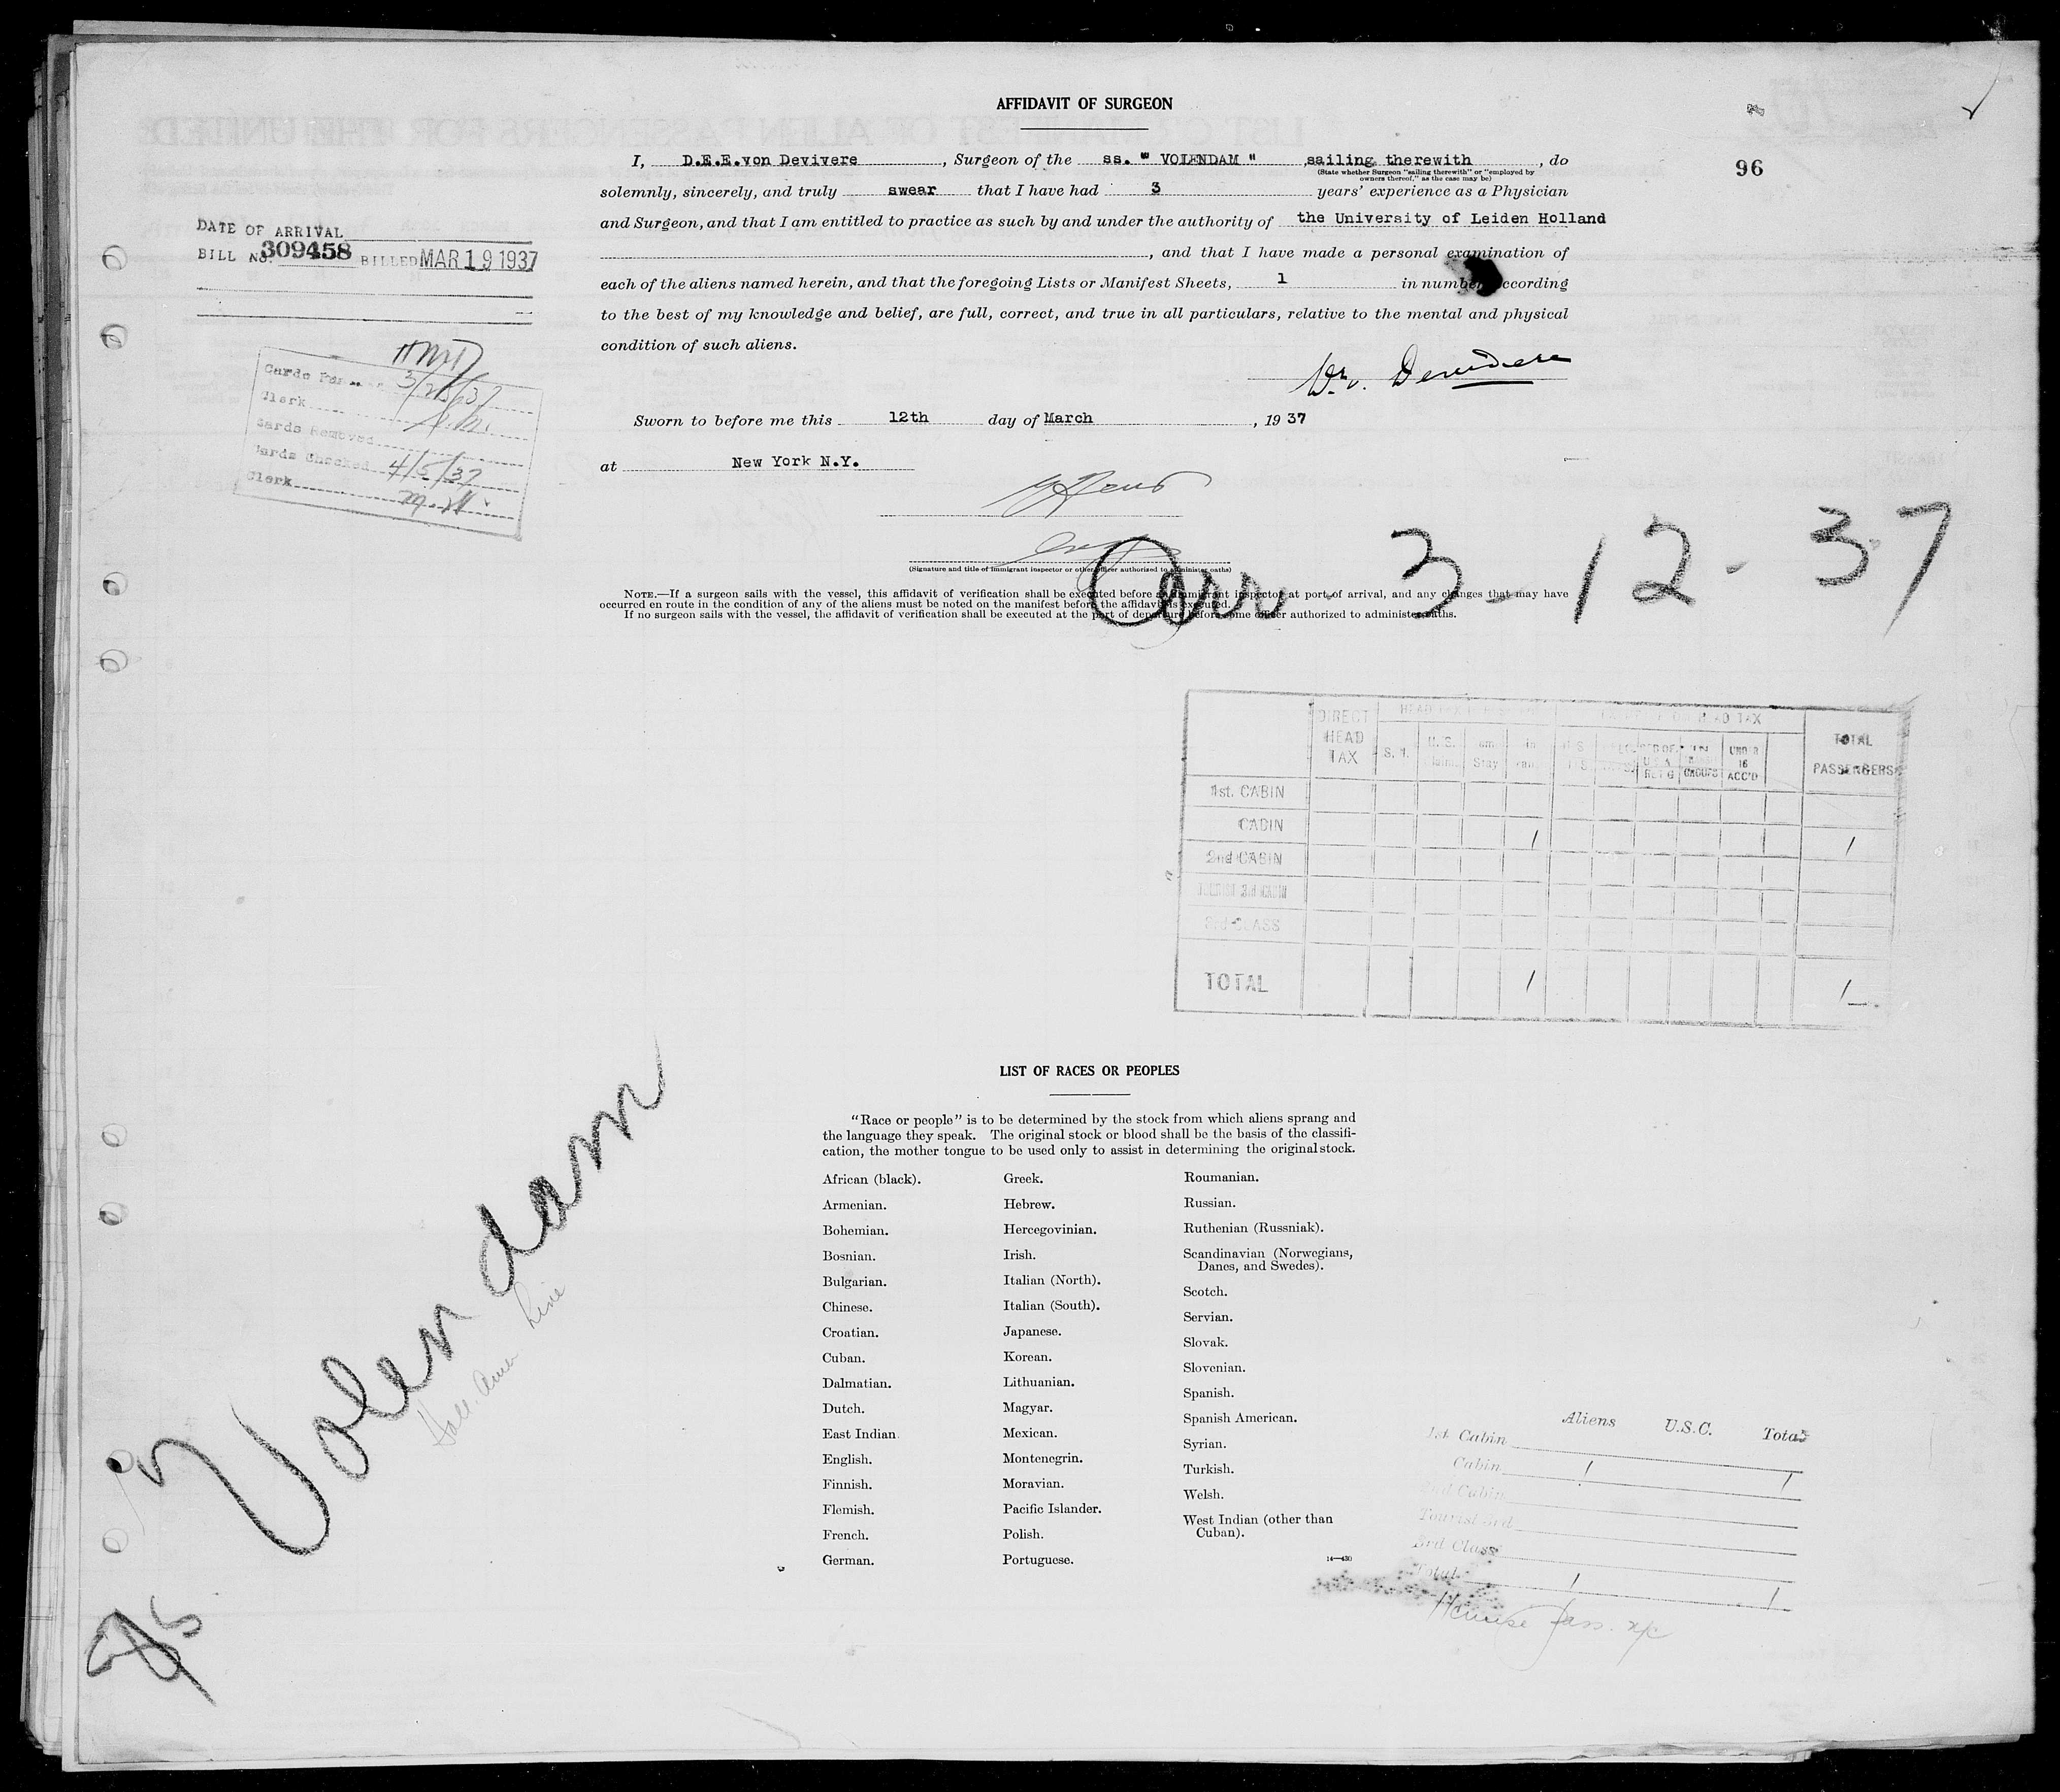 AFFIDAVIT OF SURGEON
96
I, D.E.E.von Devivere, Surgeon of the ss. " VOLENDAM " ,sailing therewith, do
(State whether Surgeon "sailing therewith" or "employed by
owners thereof," as the case may be)
solemnly, sincerely, and truly swear that I have had 3 years' experience as a Physician
and Surgeon, and that I am entitled to practice as such by and under the authority of the University of Leiden Holland
, and that I have made a personal examination of
each of the aliens named herein, and that the foregoing Lists or Manifest Sheets, 1 in number, according
to the best of my knowledge and belief, are full, correct, and true in all particulars, relative to the mental and physical
condition of such aliens.
Sworn to before me this 12th day of March, 1937
at New York N.Y.
(Signature and title of immigrant inspector or other officer authorized to administer oaths)
NOTE.—If a surgeon sails with the vessel, this affidavit of verification shall be executed before an immigrant inspector at port of arrival, and any changes that may have
occurred en route in the condition of any of the aliens must be noted on the manifest before the affidavit is executed.
If no surgeon sails with the vessel, the affidavit of verification shall be executed at the port of departure before some officer authorized to administer oaths.
Arr 3-12-37
DATE OF ARRIVAL
BILL No. 309458 BILLED MAR 19 1937
Clerk
Cards Removed
Cards Checked 4/5/37
Clerk
DIRECT HEAD TAX
TOTAL PASSENGERS
S.I.
U.S.
Stay
UNDER 16 ACC'D
1st. CABIN
CABIN 1 1
2nd CABIN
TOURIST 3rd CABIN
3rd CLASS
TOTAL 1 1
LIST OF RACES OR PEOPLES
"Race or people" is to be determined by the stock from which aliens sprang and
the language they speak. The original stock or blood shall be the basis of the classifi-
cation, the mother tongue to be used only to assist in determining the original stock.
African (black).
Armenian.
Bohemian.
Bosnian.
Bulgarian.
Chinese.
Croatian.
Cuban.
Dalmatian.
Dutch.
East Indian
English.
Finnish.
Flemish.
French.
German.
Greek.
Hebrew.
Hercegovinian.
Irish.
Italian (North).
Italian (South).
Japanese.
Korean.
Lithuanian.
Magyar.
Mexican.
Montenegrin.
Moravian.
Pacific Islander.
Polish.
Portuguese.
Roumanian.
Russian.
Ruthenian (Russniak).
Scandinavian (Norwegians,
Danes, and Swedes).
Scotch.
Servian.
Slovak.
Slovenian.
Spanish.
Spanish American.
Syrian.
Turkish.
Welsh.
West Indian (other than
Cuban).
14—430
Volendam
Holl. Amer Line
Aliens U.S.C. Total
1st Cabin
Cabin 1 1
2nd Cabin
Tourist 3rd
3rd Class
Total 1 1